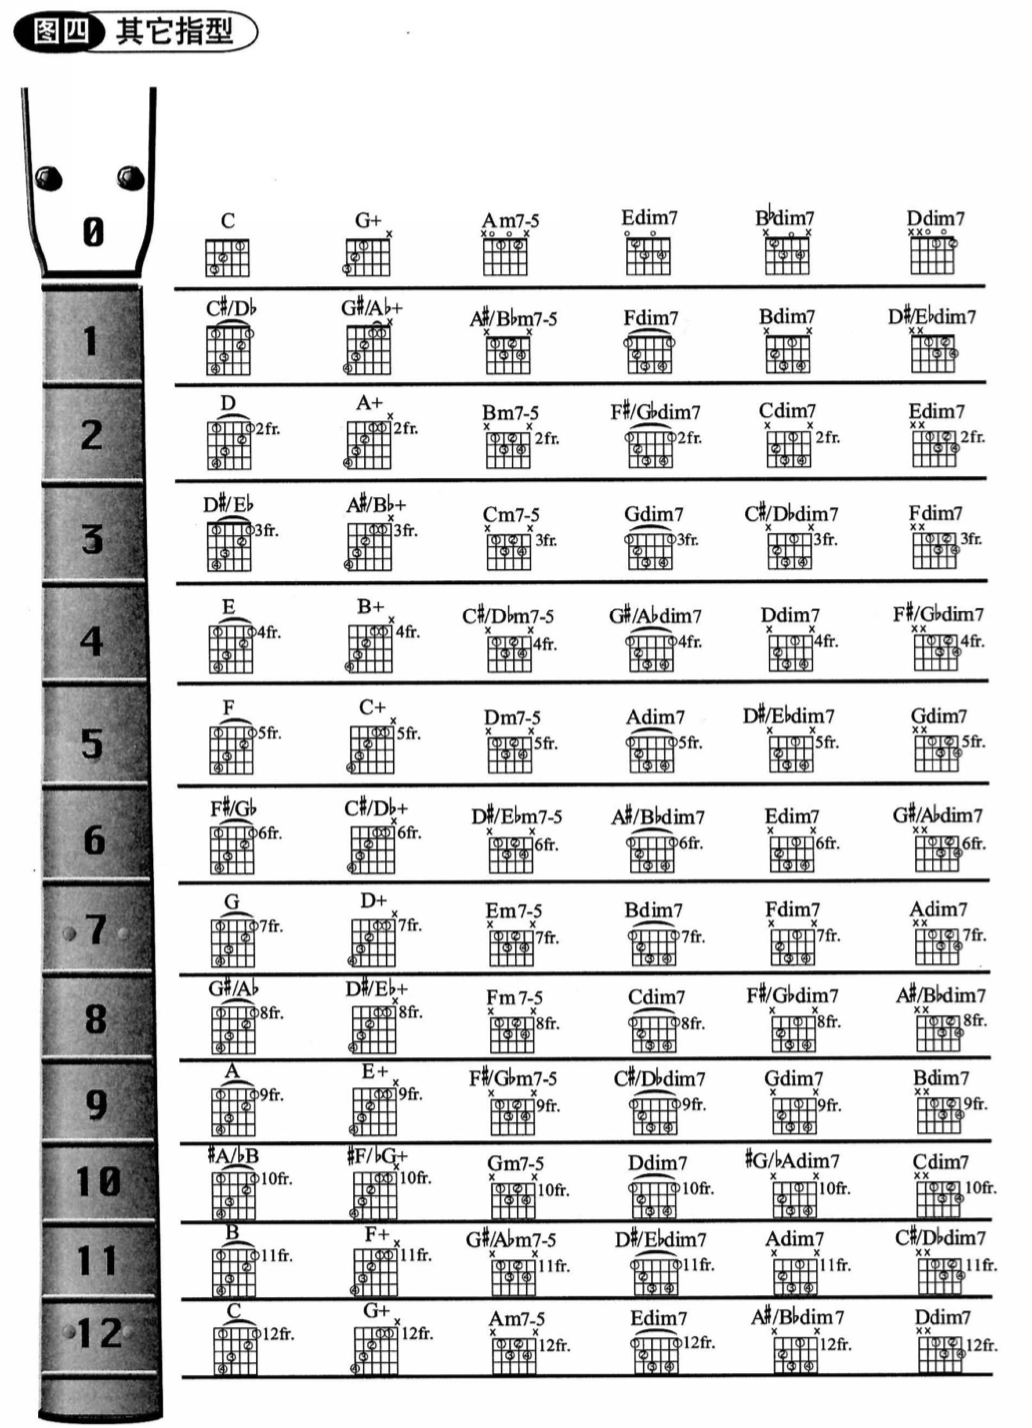 图四 其它指型
0
C G+ Am7-5 Edim7 B♭dim7 Ddim7
1
C#/D♭ G#/A♭+ A#/B♭m7-5 Fdim7 Bdim7 D#/E♭dim7
2
D A+ Bm7-5 F#/G♭dim7 Cdim7 Edim7
2fr. 2fr. 2fr. 2fr. 2fr. 2fr.
3
D#/E♭ A#/B♭+ Cm7-5 Gdim7 C#/D♭dim7 Fdim7
3fr. 3fr. 3fr. 3fr. 3fr. 3fr.
4
E B+ C#/D♭m7-5 G#/A♭dim7 Ddim7 F#/G♭dim7
4fr. 4fr. 4fr. 4fr. 4fr. 4fr.
5
F C+ Dm7-5 Adim7 D#/E♭dim7 Gdim7
5fr. 5fr. 5fr. 5fr. 5fr. 5fr.
6
F#/G♭ C#/D♭+ D#/E♭m7-5 A#/B♭dim7 Edim7 G#/A♭dim7
6fr. 6fr. 6fr. 6fr. 6fr. 6fr.
7
G D+ Em7-5 Bdim7 Fdim7 Adim7
7fr. 7fr. 7fr. 7fr. 7fr. 7fr.
8
G#/A♭ D#/E♭+ Fm7-5 Cdim7 F#/G♭dim7 A#/B♭dim7
8fr. 8fr. 8fr. 8fr. 8fr. 8fr.
9
A E+ F#/G♭m7-5 C#/D♭dim7 Gdim7 Bdim7
9fr. 9fr. 9fr. 9fr. 9fr. 9fr.
10
#A/♭B #F/♭G+ Gm7-5 Ddim7 #G/♭Adim7 Cdim7
10fr. 10fr. 10fr. 10fr. 10fr. 10fr.
11
B F+ G#/A♭m7-5 D#/E♭dim7 Adim7 C#/D♭dim7
11fr. 11fr. 11fr. 11fr. 11fr. 11fr.
12
C G+ Am7-5 Edim7 A#/B♭dim7 Ddim7
12fr. 12fr. 12fr. 12fr. 12fr. 12fr.